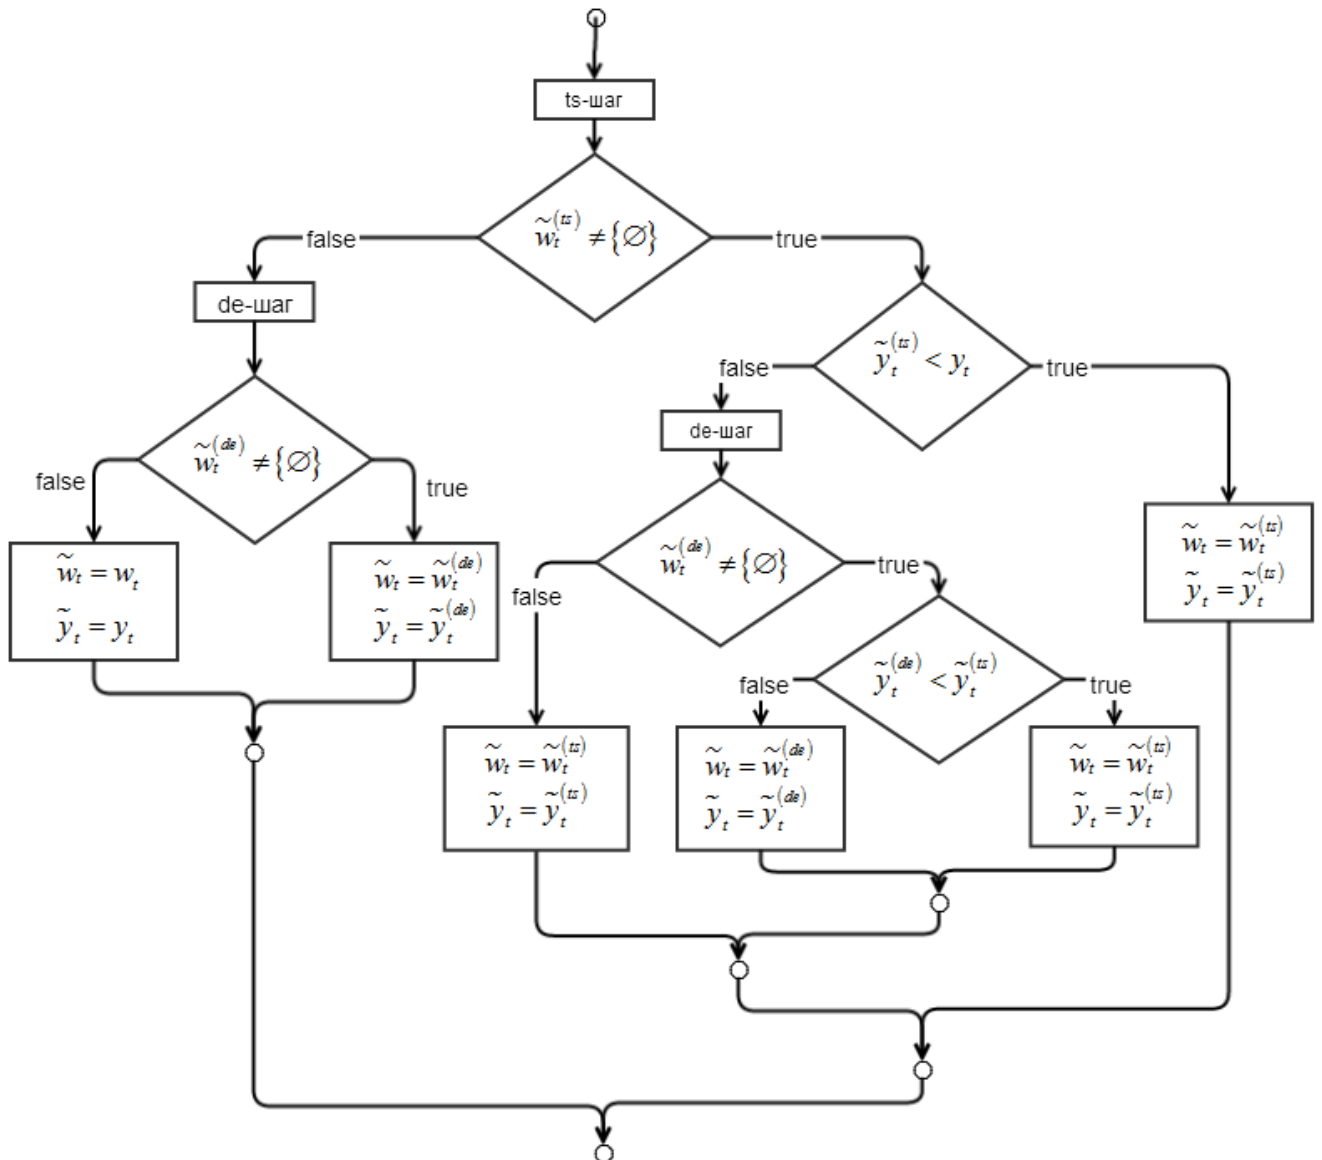 ts-шаг
w̃ₜ⁽ᵗˢ⁾ ≠ {∅}
false
true
de-шаг
ỹₜ⁽ᵗˢ⁾ < yₜ
false
true
de-шаг
w̃ₜ⁽ᵈᵉ⁾ ≠ {∅}
false
true
w̃ₜ⁽ᵈᵉ⁾ ≠ {∅}
false
true
w̃ₜ = w̃ₜ⁽ᵗˢ⁾
ỹₜ = ỹₜ⁽ᵗˢ⁾
w̃ₜ = wₜ
ỹₜ = yₜ
w̃ₜ = w̃ₜ⁽ᵈᵉ⁾
ỹₜ = ỹₜ⁽ᵈᵉ⁾
ỹₜ⁽ᵈᵉ⁾ < ỹₜ⁽ᵗˢ⁾
false
true
w̃ₜ = w̃ₜ⁽ᵗˢ⁾
ỹₜ = ỹₜ⁽ᵗˢ⁾
w̃ₜ = w̃ₜ⁽ᵈᵉ⁾
ỹₜ = ỹₜ⁽ᵈᵉ⁾
w̃ₜ = w̃ₜ⁽ᵗˢ⁾
ỹₜ = ỹₜ⁽ᵗˢ⁾